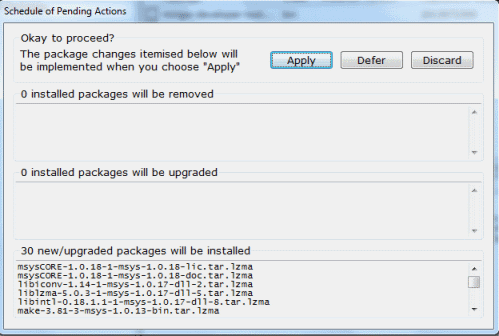 Schedule of Pending Actions
Okay to proceed?
The package changes itemised below will
be implemented when you choose "Apply"
Apply
Defer
Discard
0 installed packages will be removed
0 installed packages will be upgraded
30 new/upgraded packages will be installed
msysCORE-1.0.18-1-msys-1.0.18-lic.tar.lzma
msysCORE-1.0.18-1-msys-1.0.18-doc.tar.lzma
libiconv-1.14-1-msys-1.0.17-dll-2.tar.lzma
liblzma-5.0.3-1-msys-1.0.17-dll-5.tar.lzma
libintl-0.18.1.1-1-msys-1.0.17-dll-8.tar.lzma
make-3.81-3-msys-1.0.13-bin.tar.lzma